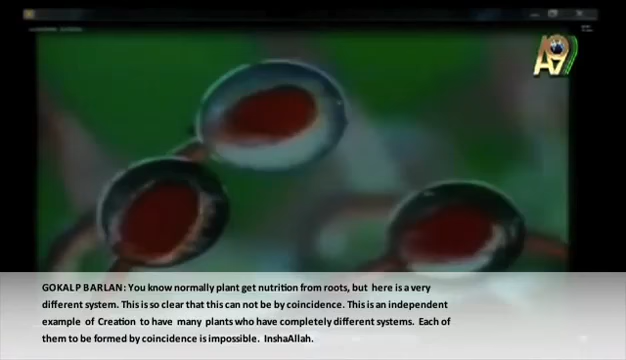 A9
GOKALP BARLAN: You know normally plant get nutrition from roots, but here is a very
different system. This is so clear that this can not be by coincidence. This is an independent
example of Creation to have many plants who have completely different systems. Each of
them to be formed by coincidence is impossible. InshaAllah.